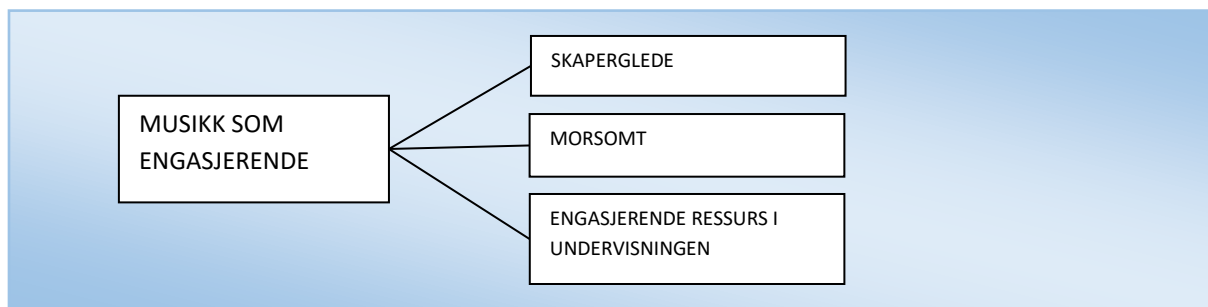 MUSIKK SOM
ENGASJERENDE
SKAPERGLEDE
MORSOMT
ENGASJERENDE RESSURS I
UNDERVISNINGEN